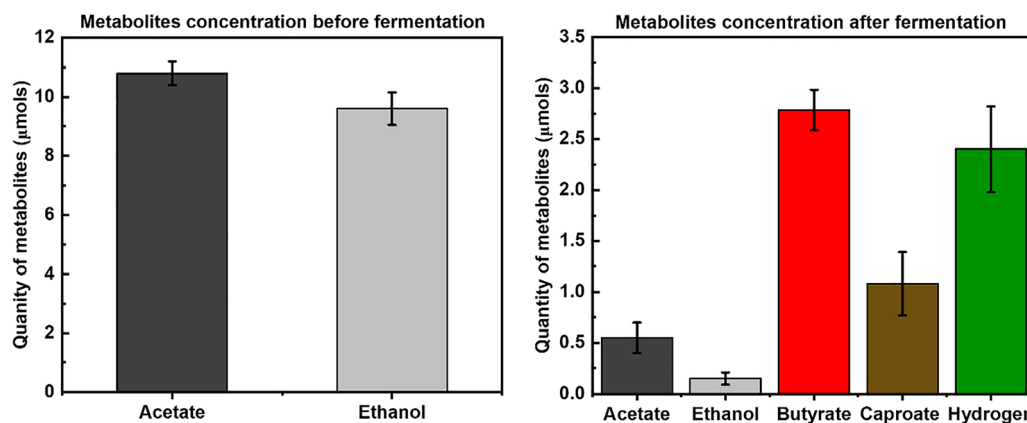 Metabolites concentration before fermentation
Quanity of metabolites (µmols)
12
10
8
6
4
2
0
Acetate Ethanol
Metabolites concentration after fermentation
Quantity of metabolites (µmols)
3.5
3.0
2.5
2.0
1.5
1.0
0.5
0.0
Acetate Ethanol Butyrate Caproate Hydrogen